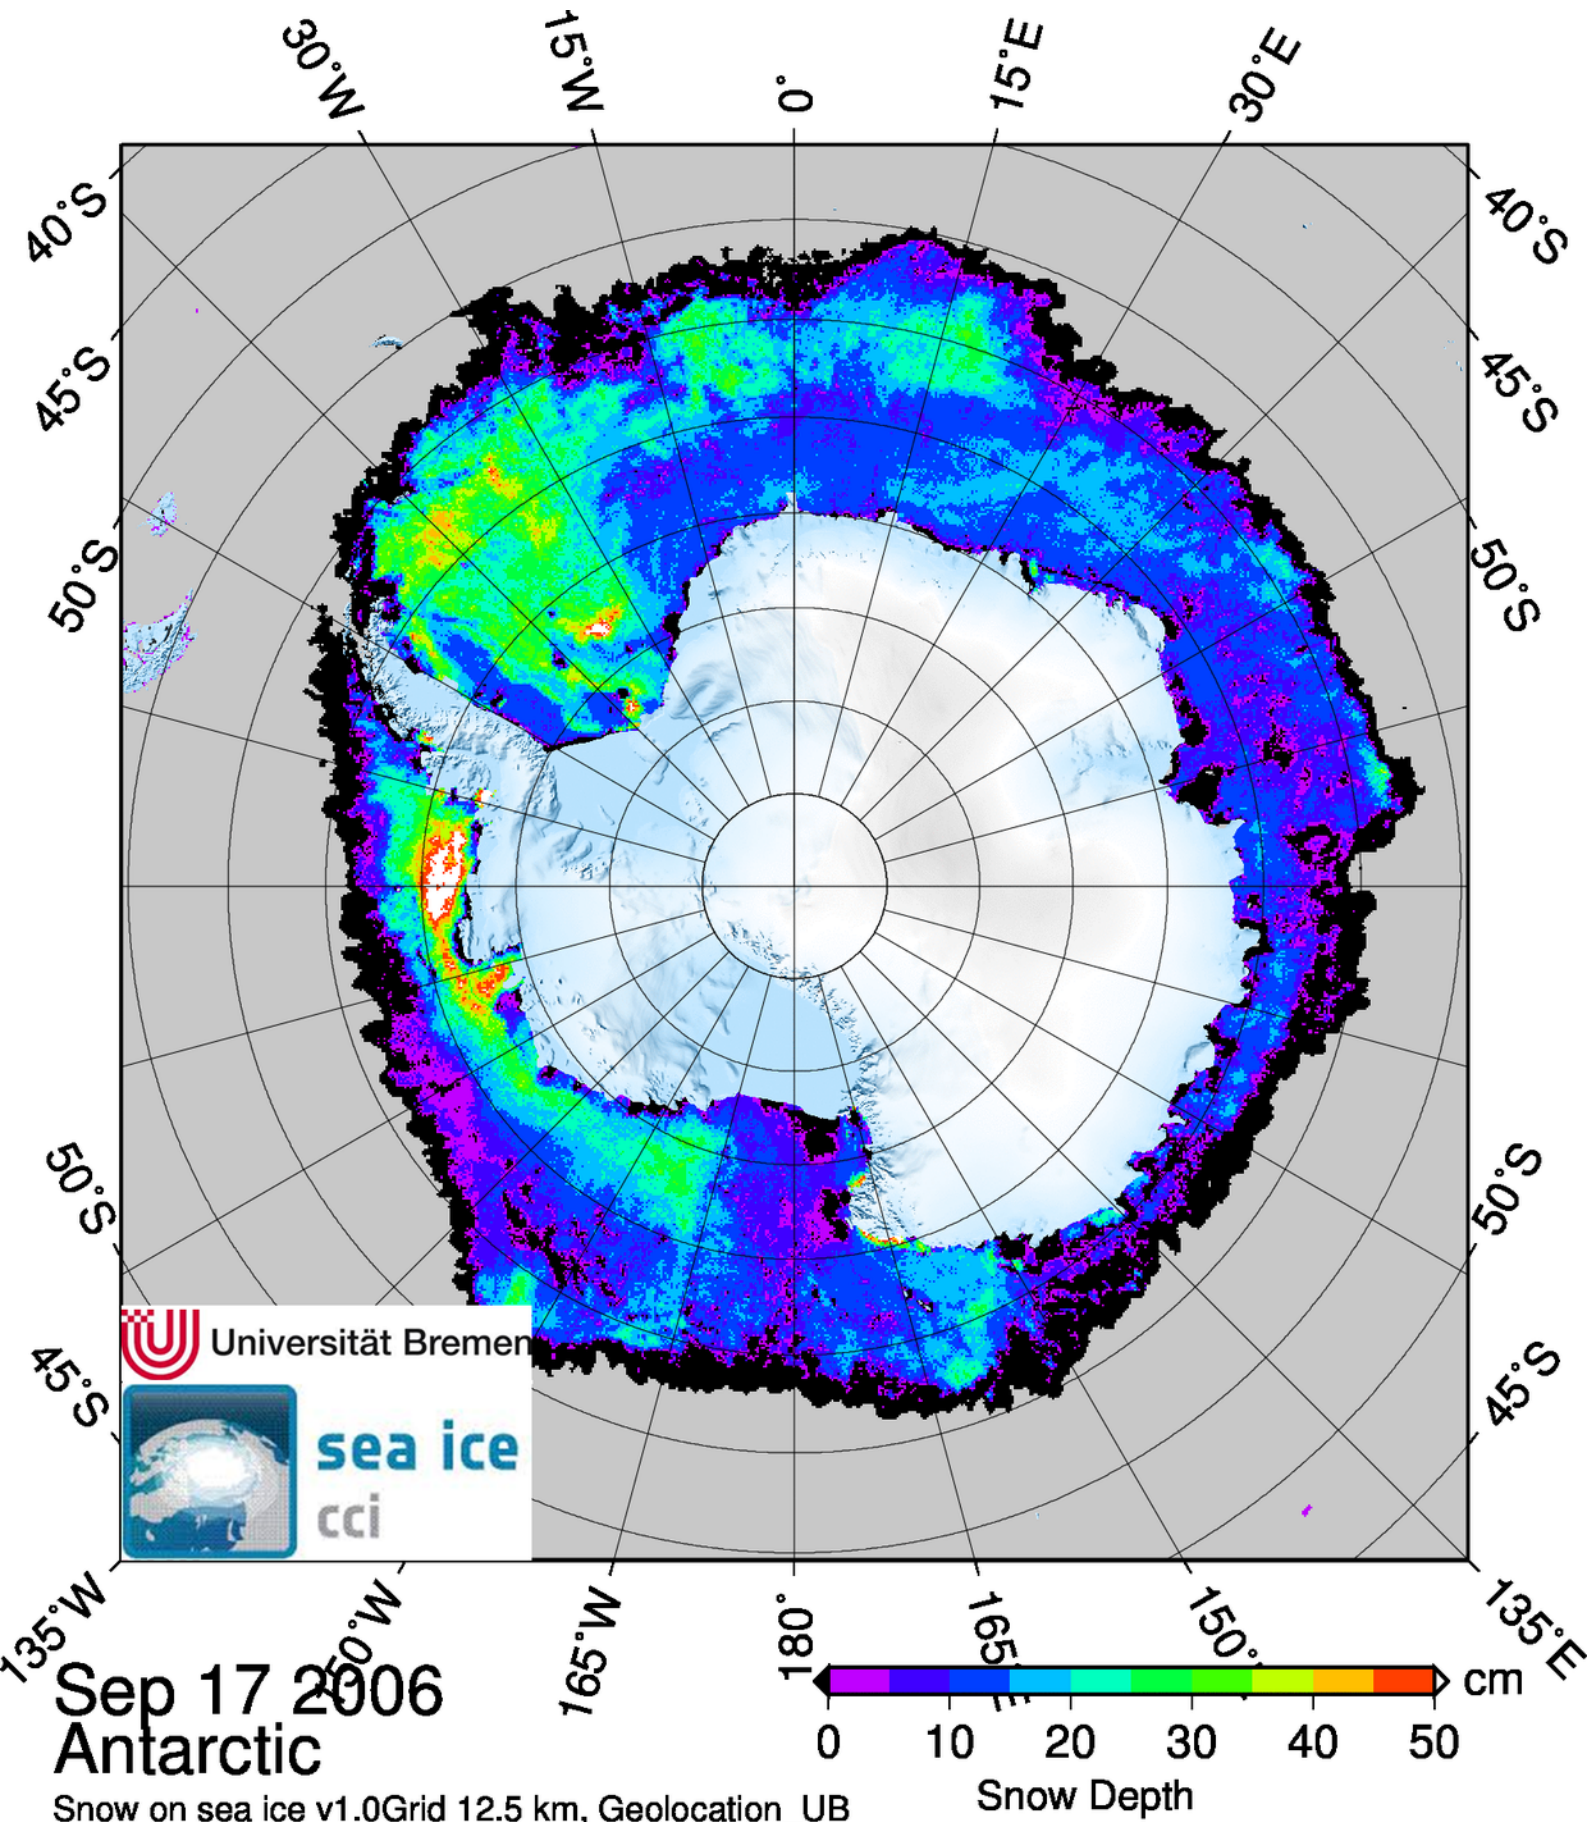 30°W 15°W 0° 15°E 30°E
40°S 40°S
45°S 45°S
50°S 50°S
50°S 50°S
45°S 45°S
Universität Bremen
sea ice
cci
135°W 165°W 180° 135°E
Sep 17 2006
Antarctic
cm
0 10 20 30 40 50
Snow Depth
Snow on sea ice v1.0Grid 12.5 km, Geolocation UB